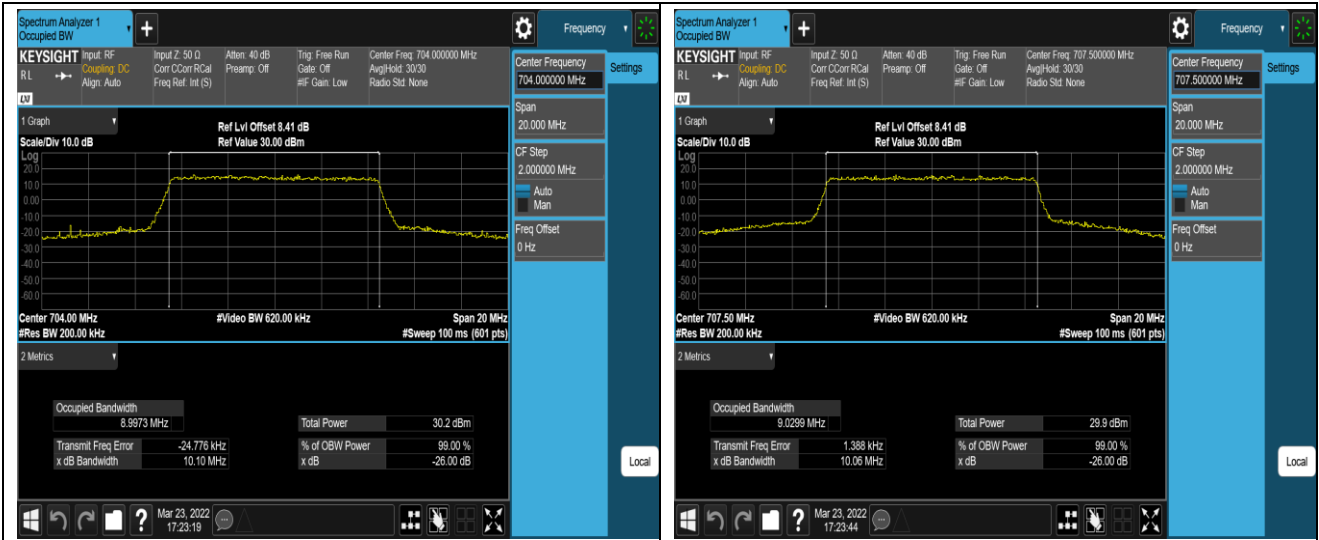 Spectrum Analyzer 1
Occupied BW
+
Frequency
KEYSIGHT
RL
LXI
Input: RF
Coupling: DC
Align: Auto
Input Z: 50 Ω
Corr CCorr RCal
Freq Ref: Int (S)
Atten: 40 dB
Preamp: Off
Trig: Free Run
Gate: Off
#IF Gain: Low
Center Freq: 704.000000 MHz
Avg|Hold: 30/30
Radio Std: None
Center Frequency
704.000000 MHz
Settings
Span
20.000 MHz
CF Step
2.000000 MHz
Auto
Man
Freq Offset
0 Hz
Local
1 Graph
Scale/Div 10.0 dB
Ref Lvl Offset 8.41 dB
Ref Value 30.00 dBm
Log
20.0
10.0
0.00
-10.0
-20.0
-30.0
-40.0
-50.0
-60.0
Center 704.00 MHz
#Video BW 620.00 kHz
Span 20 MHz
#Res BW 200.00 kHz
#Sweep 100 ms (601 pts)
2 Metrics
Occupied Bandwidth
8.9973 MHz
Total Power 30.2 dBm
Transmit Freq Error -24.776 kHz
% of OBW Power 99.00 %
x dB Bandwidth 10.10 MHz
x dB -26.00 dB
?
Mar 23, 2022
17:23:19
Spectrum Analyzer 1
Occupied BW
+
Frequency
KEYSIGHT
RL
LXI
Input: RF
Coupling: DC
Align: Auto
Input Z: 50 Ω
Corr CCorr RCal
Freq Ref: Int (S)
Atten: 40 dB
Preamp: Off
Trig: Free Run
Gate: Off
#IF Gain: Low
Center Freq: 707.500000 MHz
Avg|Hold: 30/30
Radio Std: None
Center Frequency
707.500000 MHz
Settings
Span
20.000 MHz
CF Step
2.000000 MHz
Auto
Man
Freq Offset
0 Hz
Local
1 Graph
Scale/Div 10.0 dB
Ref Lvl Offset 8.41 dB
Ref Value 30.00 dBm
Log
20.0
10.0
0.00
-10.0
-20.0
-30.0
-40.0
-50.0
-60.0
Center 707.50 MHz
#Video BW 620.00 kHz
Span 20 MHz
#Res BW 200.00 kHz
#Sweep 100 ms (601 pts)
2 Metrics
Occupied Bandwidth
9.0299 MHz
Total Power 29.9 dBm
Transmit Freq Error 1.388 kHz
% of OBW Power 99.00 %
x dB Bandwidth 10.06 MHz
x dB -26.00 dB
?
Mar 23, 2022
17:23:44